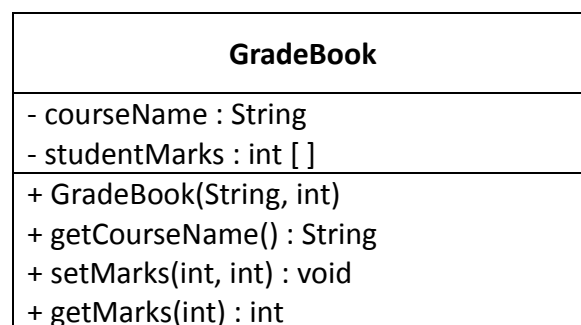 GradeBook
- courseName : String
- studentMarks : int [ ]
+ GradeBook(String, int)
+ getCourseName() : String
+ setMarks(int, int) : void
+ getMarks(int) : int